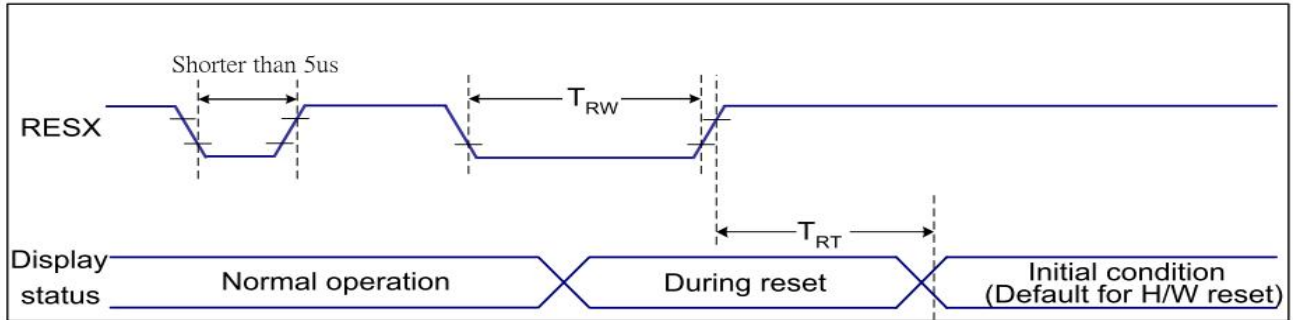 Shorter than 5us
RESX
TRW
TRT
Display
status
Normal operation
During reset
Initial condition
(Default for H/W reset)